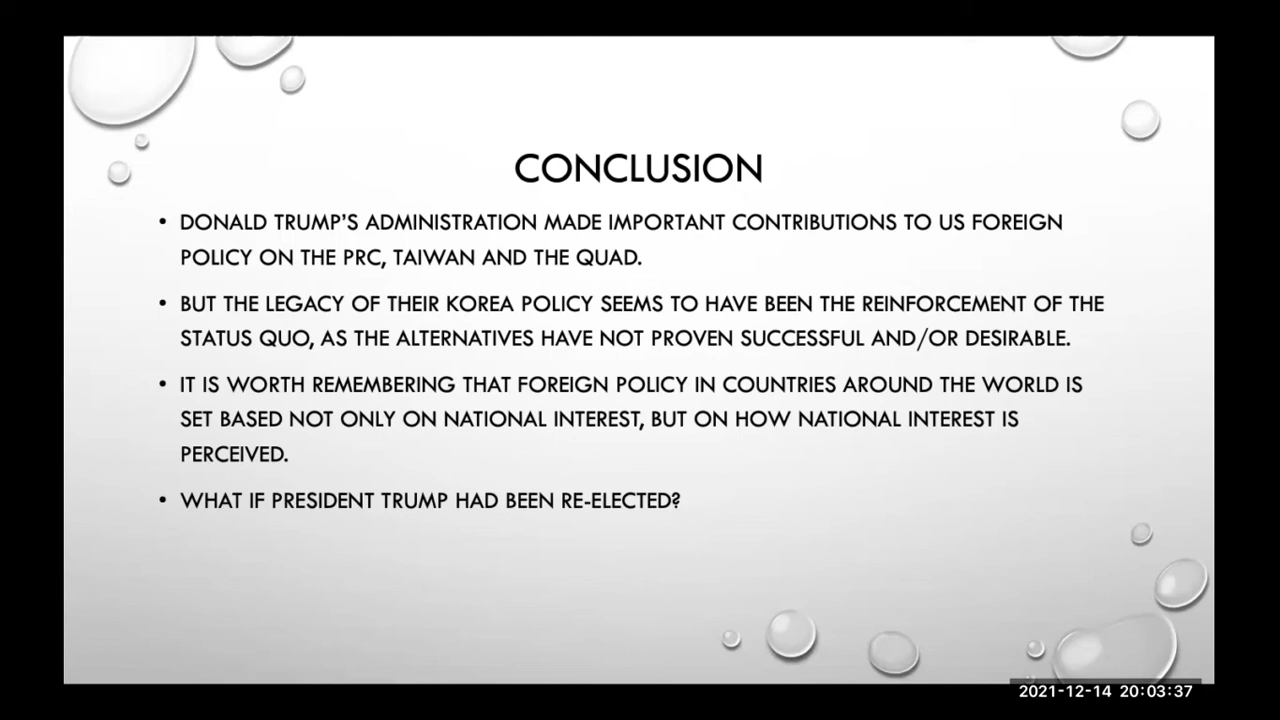 CONCLUSION
• DONALD TRUMP'S ADMINISTRATION MADE IMPORTANT CONTRIBUTIONS TO US FOREIGN
POLICY ON THE PRC, TAIWAN AND THE QUAD.
• BUT THE LEGACY OF THEIR KOREA POLICY SEEMS TO HAVE BEEN THE REINFORCEMENT OF THE
STATUS QUO, AS THE ALTERNATIVES HAVE NOT PROVEN SUCCESSFUL AND/OR DESIRABLE.
• IT IS WORTH REMEMBERING THAT FOREIGN POLICY IN COUNTRIES AROUND THE WORLD IS
SET BASED NOT ONLY ON NATIONAL INTEREST, BUT ON HOW NATIONAL INTEREST IS
PERCEIVED.
• WHAT IF PRESIDENT TRUMP HAD BEEN RE-ELECTED?
2021-12-14 20:03:37